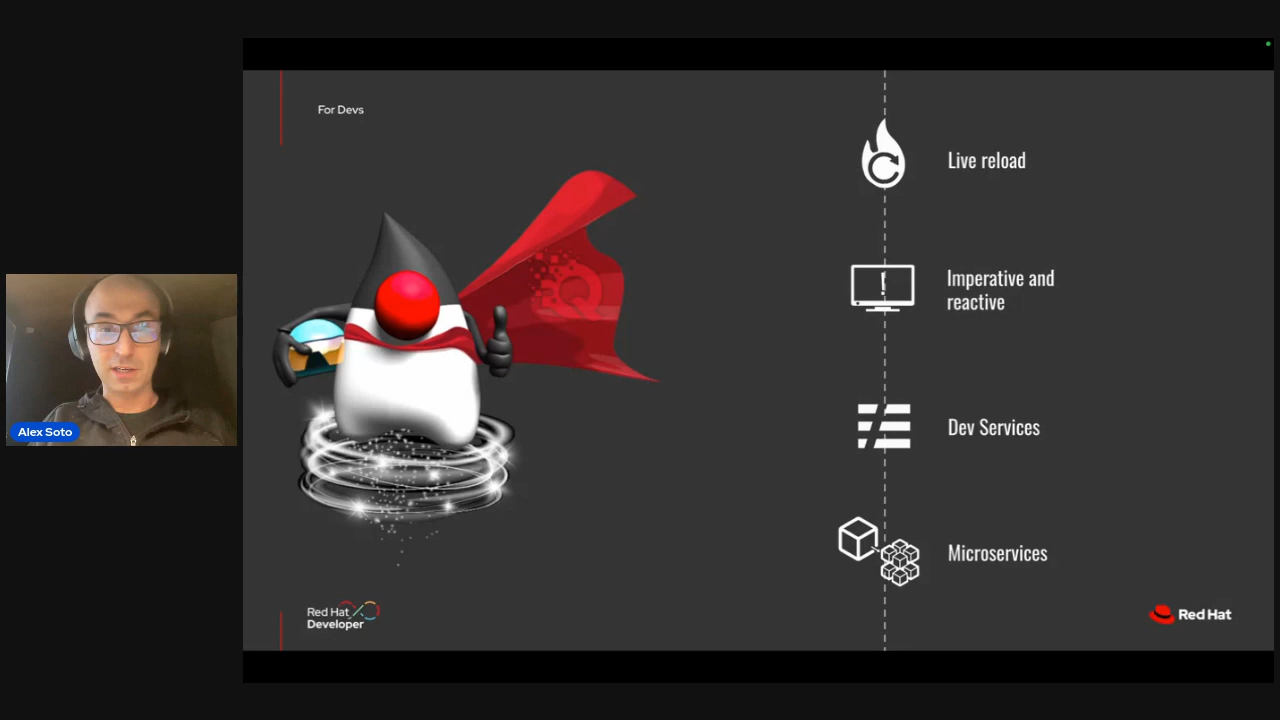 For Devs
Live reload
Imperative and
reactive
Dev Services
Microservices
Alex Soto
Red Hat
Developer
Red Hat